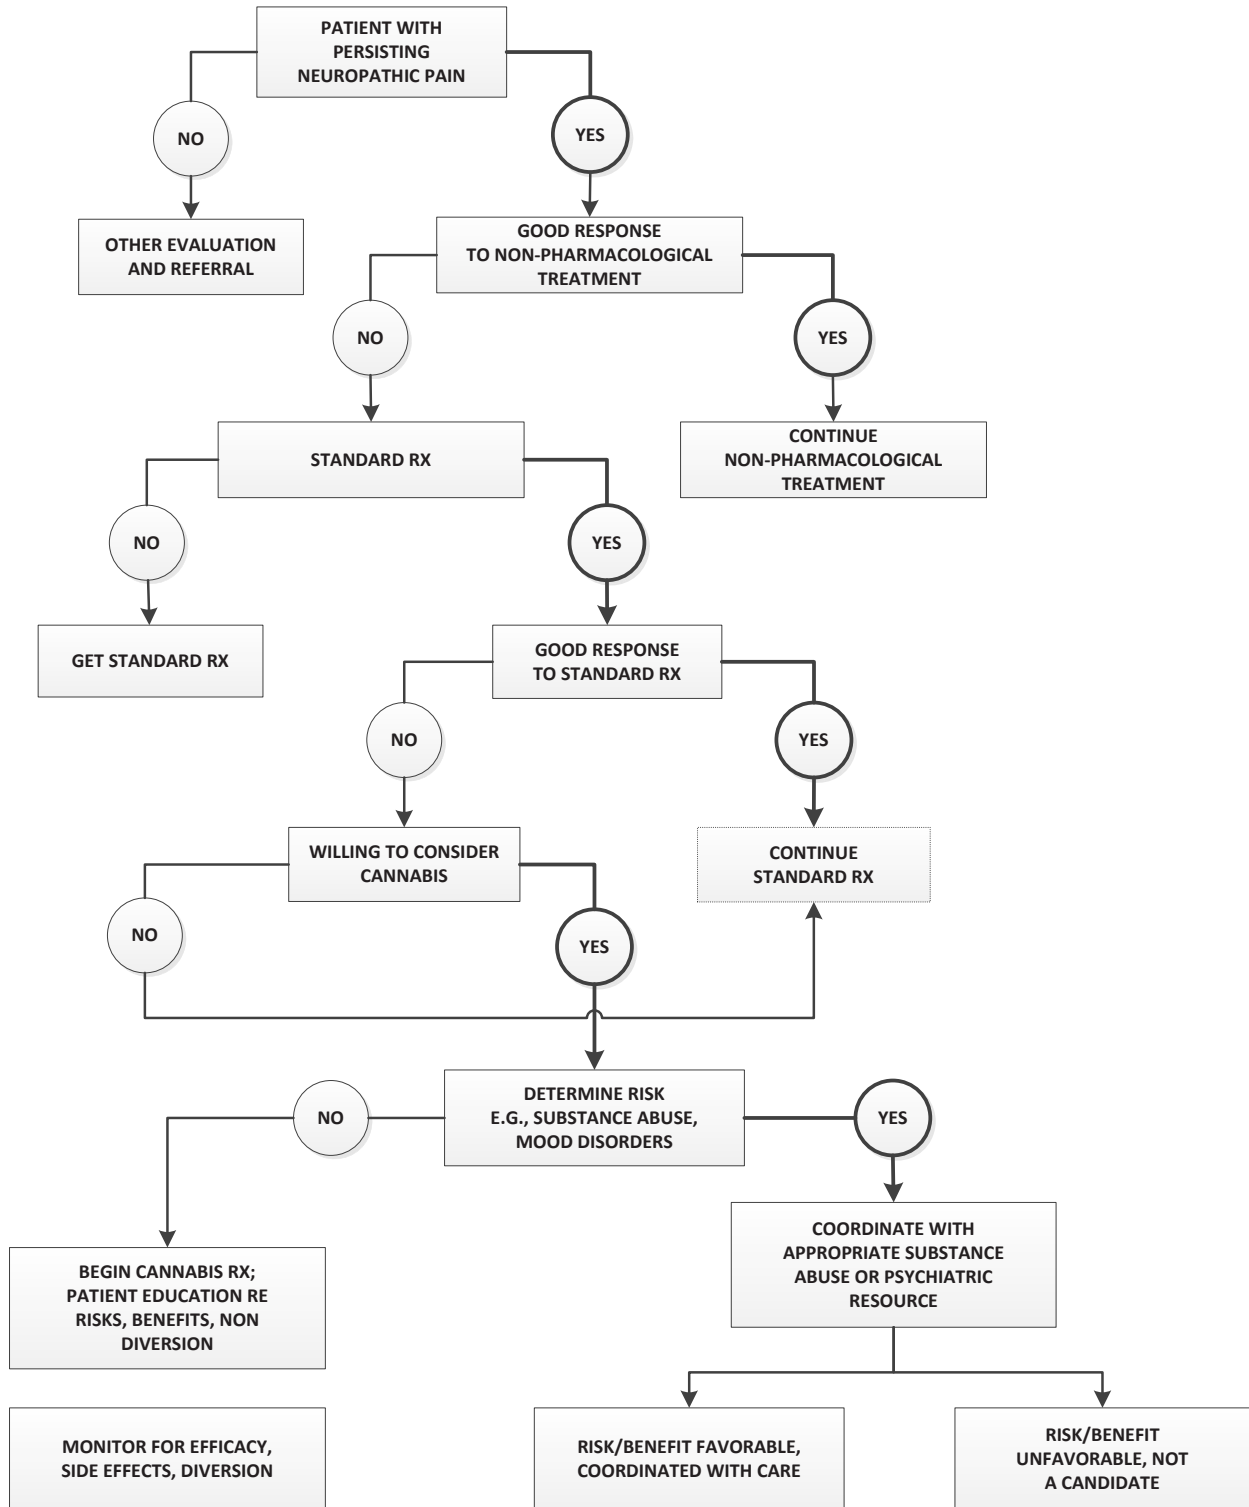 PATIENT WITH
PERSISTING
NEUROPATHIC PAIN
NO
YES
OTHER EVALUATION
AND REFERRAL
GOOD RESPONSE
TO NON-PHARMACOLOGICAL
TREATMENT
NO
YES
STANDARD RX
CONTINUE
NON-PHARMACOLOGICAL
TREATMENT
NO
YES
GET STANDARD RX
GOOD RESPONSE
TO STANDARD RX
NO
YES
WILLING TO CONSIDER
CANNABIS
CONTINUE
STANDARD RX
NO
YES
DETERMINE RISK
E.G., SUBSTANCE ABUSE,
MOOD DISORDERS
NO
YES
COORDINATE WITH
APPROPRIATE SUBSTANCE
ABUSE OR PSYCHIATRIC
RESOURCE
BEGIN CANNABIS RX;
PATIENT EDUCATION RE
RISKS, BENEFITS, NON
DIVERSION
MONITOR FOR EFFICACY,
SIDE EFFECTS, DIVERSION
RISK/BENEFIT FAVORABLE,
COORDINATED WITH CARE
RISK/BENEFIT
UNFAVORABLE, NOT
A CANDIDATE